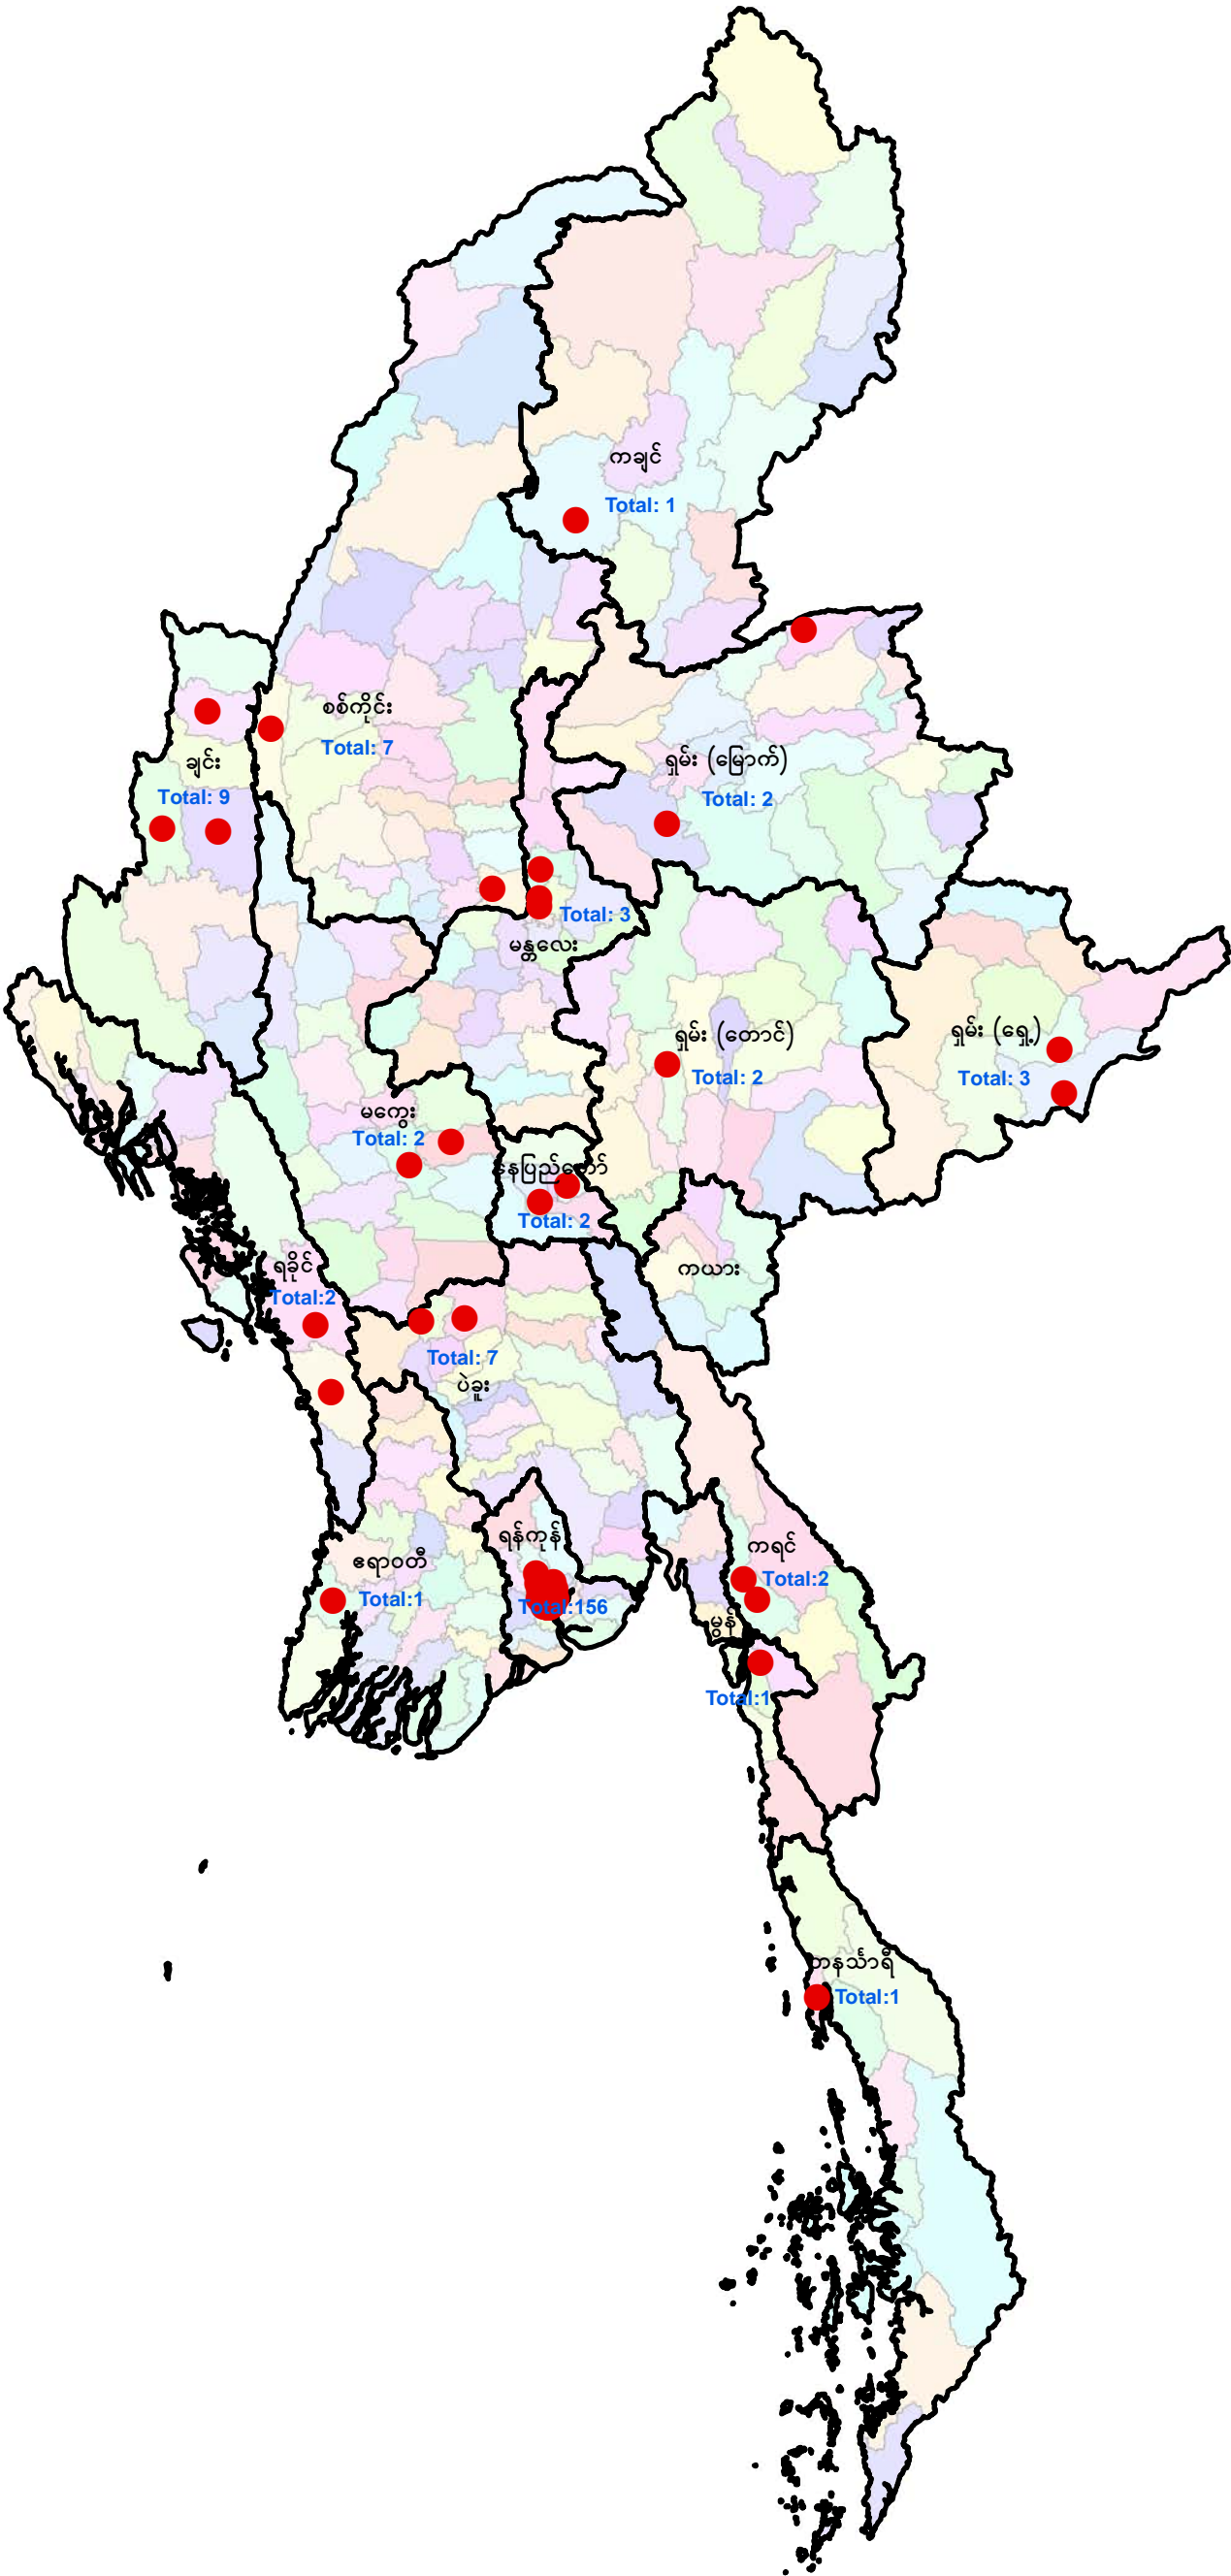 ကချင်
Total: 1
စစ်ကိုင်း
Total: 7
ချင်း
Total: 9
ရှမ်း (မြောက်)
Total: 2
Total: 3
မန္တလေး
ရှမ်း (တောင်)
Total: 2
ရှမ်း (ရှေ့)
Total: 3
မကွေး
Total: 2
နေပြည်တော်
Total: 2
ရခိုင်
Total:2
ကယား
Total: 7
ပဲခူး
ရန်ကုန်
Total:156
ဧရာဝတီ
Total:1
ကရင်
Total:2
မွန်
Total:1
တနင်္သာရီ
Total:1